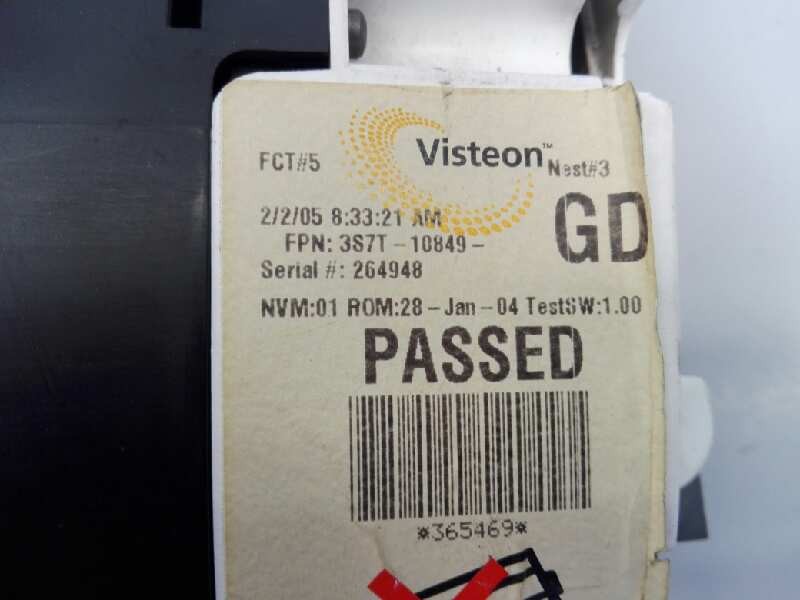 Visteon™
FCT#5
Nest#3
2/2/05 8:33:21 AM
GD
FPN: 3S7T-10849-
Serial #: 264948
NVM:01 ROM:28-Jan-04 TestSW:1.00
PASSED
*365469*